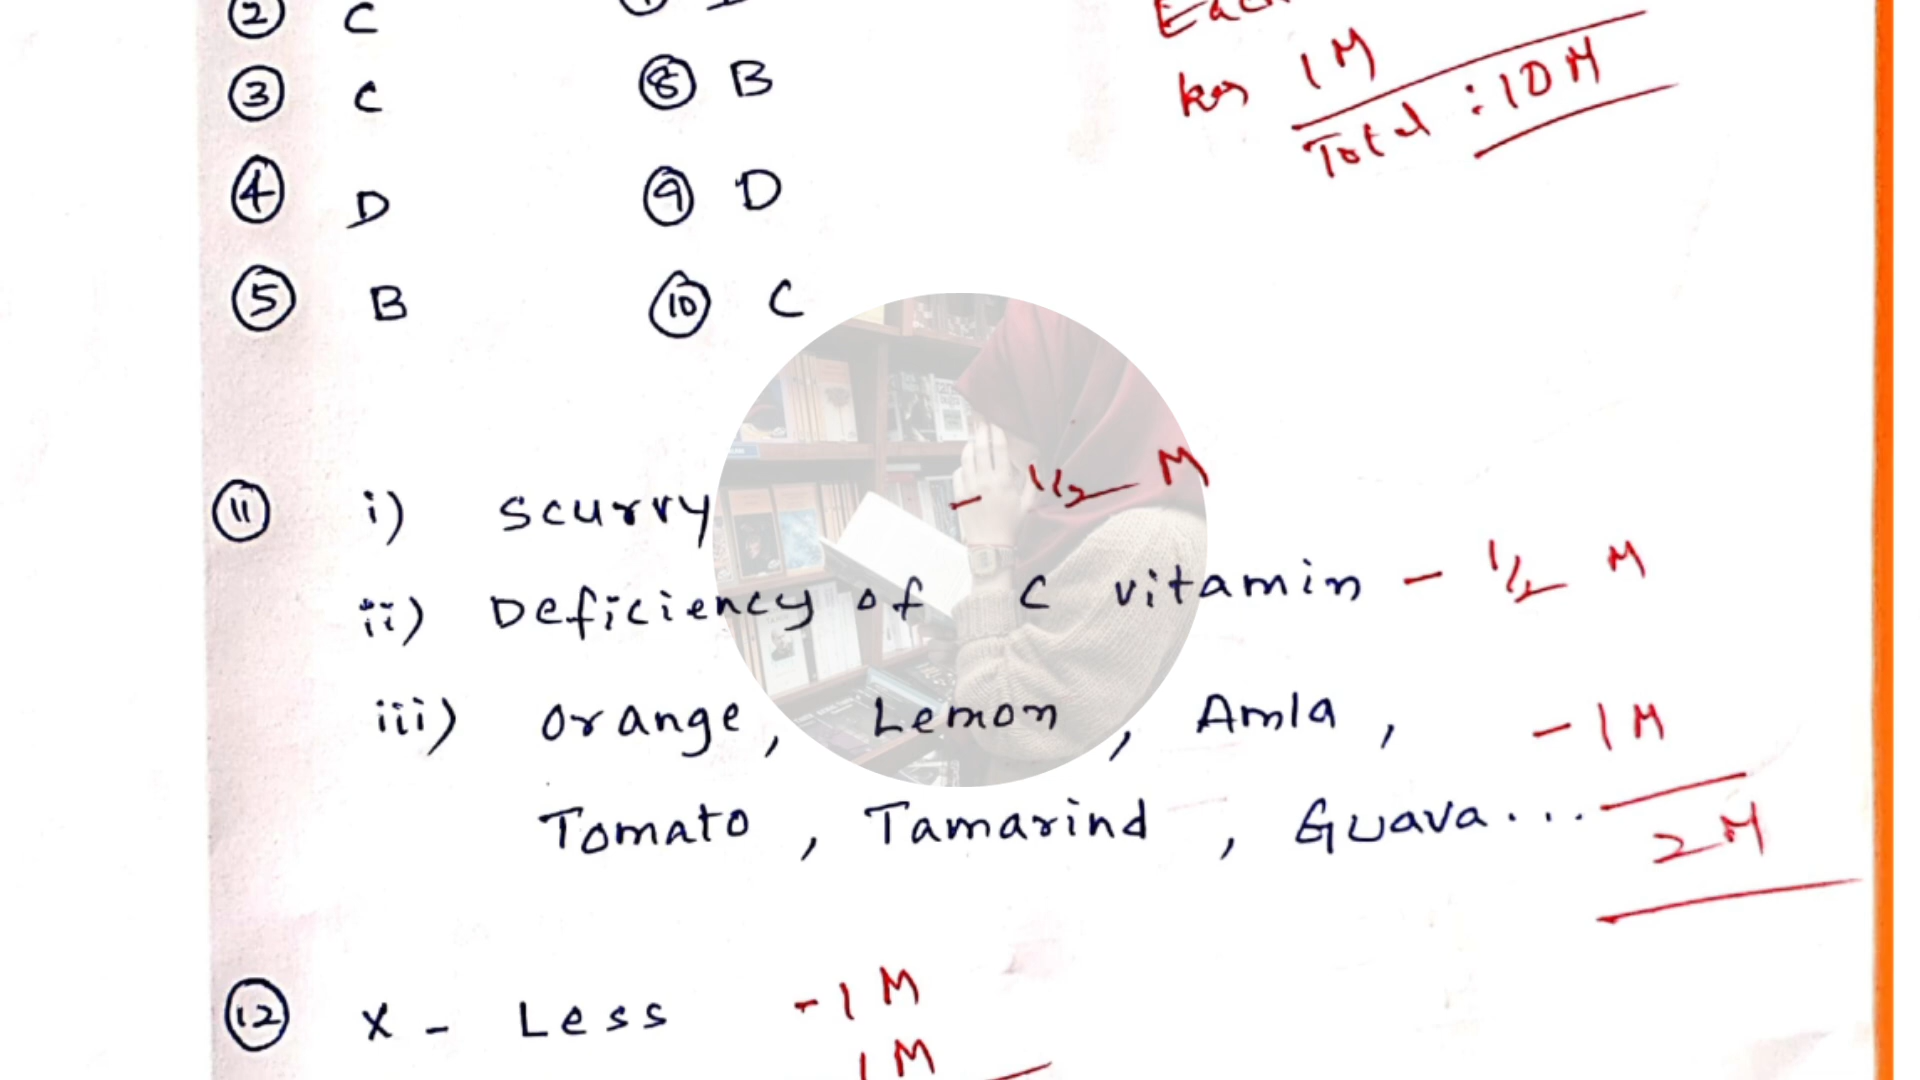 ② C
③ C
④ D
⑤ B
⑧ B
⑨ D
⑩ C
1M
Total : 10M
⑪ i) Scurvy - 1/2 M
ii) Deficiency of C vitamin - 1/2 M
iii) Orange, Lemon, Amla, - 1M
Tomato, Tamarind, Guava... 2M
⑫ X - Less - 1M
1M